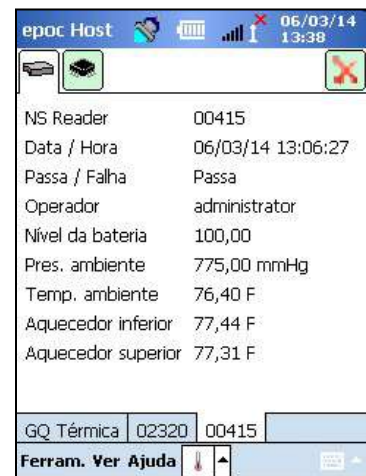 epoc Host 06/03/14
13:38
NS Reader 00415
Data / Hora 06/03/14 13:06:27
Passa / Falha Passa
Operador administrator
Nível da bateria 100,00
Pres. ambiente 775,00 mmHg
Temp. ambiente 76,40 F
Aquecedor inferior 77,44 F
Aquecedor superior 77,31 F
GQ Térmica 02320 00415
Ferram. Ver Ajuda